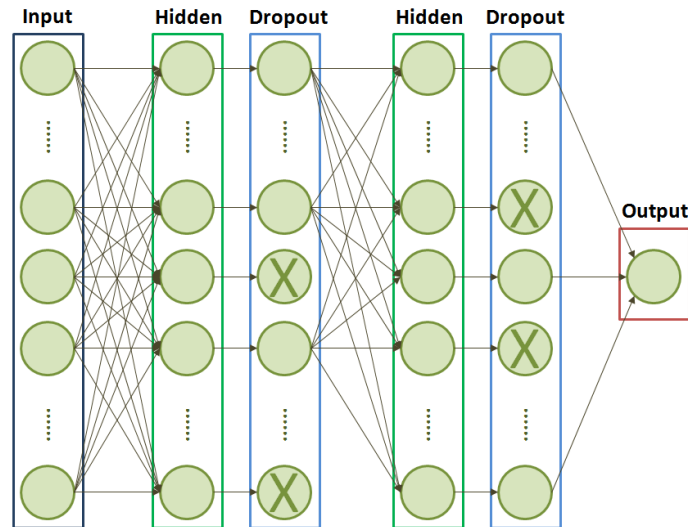 Input
Hidden
Dropout
Hidden
Dropout
X
Output
X
X
X